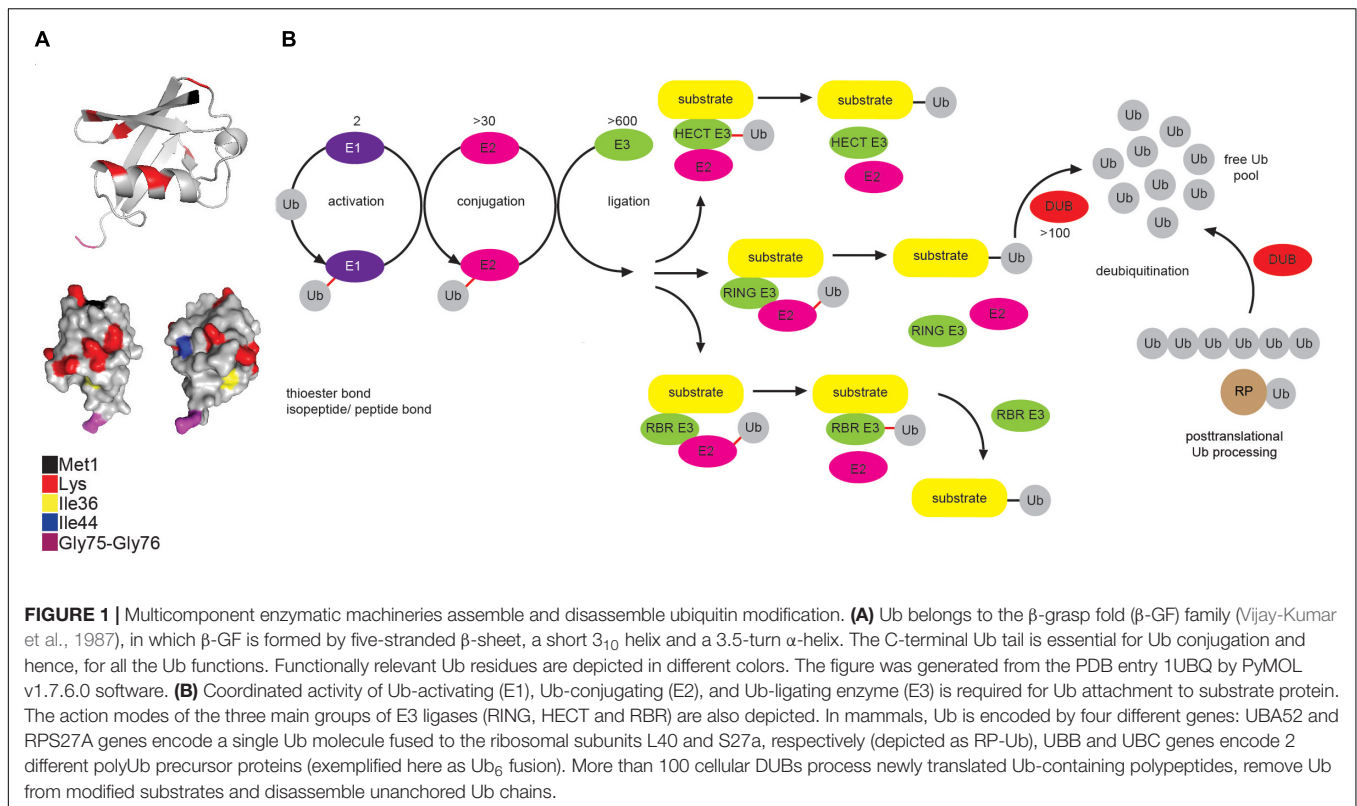 A
B
2
>30
>600
E1
E2
E3
Ub
activation
conjugation
ligation
E1
E2
Ub
Ub
substrate
HECT E3
Ub
E2
substrate
Ub
HECT E3
E2
substrate
RING E3
E2
Ub
substrate
Ub
E2
RING E3
substrate
RBR E3
E2
Ub
substrate
RBR E3
Ub
E2
RBR E3
substrate
Ub
Ub
Ub
Ub
Ub
Ub
Ub
Ub
Ub
Ub
Ub
free Ub
pool
DUB
>100
deubiquitination
DUB
Ub Ub Ub Ub Ub Ub
RP
Ub
posttranslational
Ub processing
thioester bond
isopeptide/ peptide bond
Met1
Lys
Ile36
Ile44
Gly75-Gly76
FIGURE 1 | Multicomponent enzymatic machineries assemble and disassemble ubiquitin modification. (A) Ub belongs to the β-grasp fold (β-GF) family (Vijay-Kumar
et al., 1987), in which β-GF is formed by five-stranded β-sheet, a short 3₁₀ helix and a 3.5-turn α-helix. The C-terminal Ub tail is essential for Ub conjugation and
hence, for all the Ub functions. Functionally relevant Ub residues are depicted in different colors. The figure was generated from the PDB entry 1UBQ by PyMOL
v1.7.6.0 software. (B) Coordinated activity of Ub-activating (E1), Ub-conjugating (E2), and Ub-ligating enzyme (E3) is required for Ub attachment to substrate protein.
The action modes of the three main groups of E3 ligases (RING, HECT and RBR) are also depicted. In mammals, Ub is encoded by four different genes: UBA52 and
RPS27A genes encode a single Ub molecule fused to the ribosomal subunits L40 and S27a, respectively (depicted as RP-Ub), UBB and UBC genes encode 2
different polyUb precursor proteins (exemplified here as Ub₆ fusion). More than 100 cellular DUBs process newly translated Ub-containing polypeptides, remove Ub
from modified substrates and disassemble unanchored Ub chains.